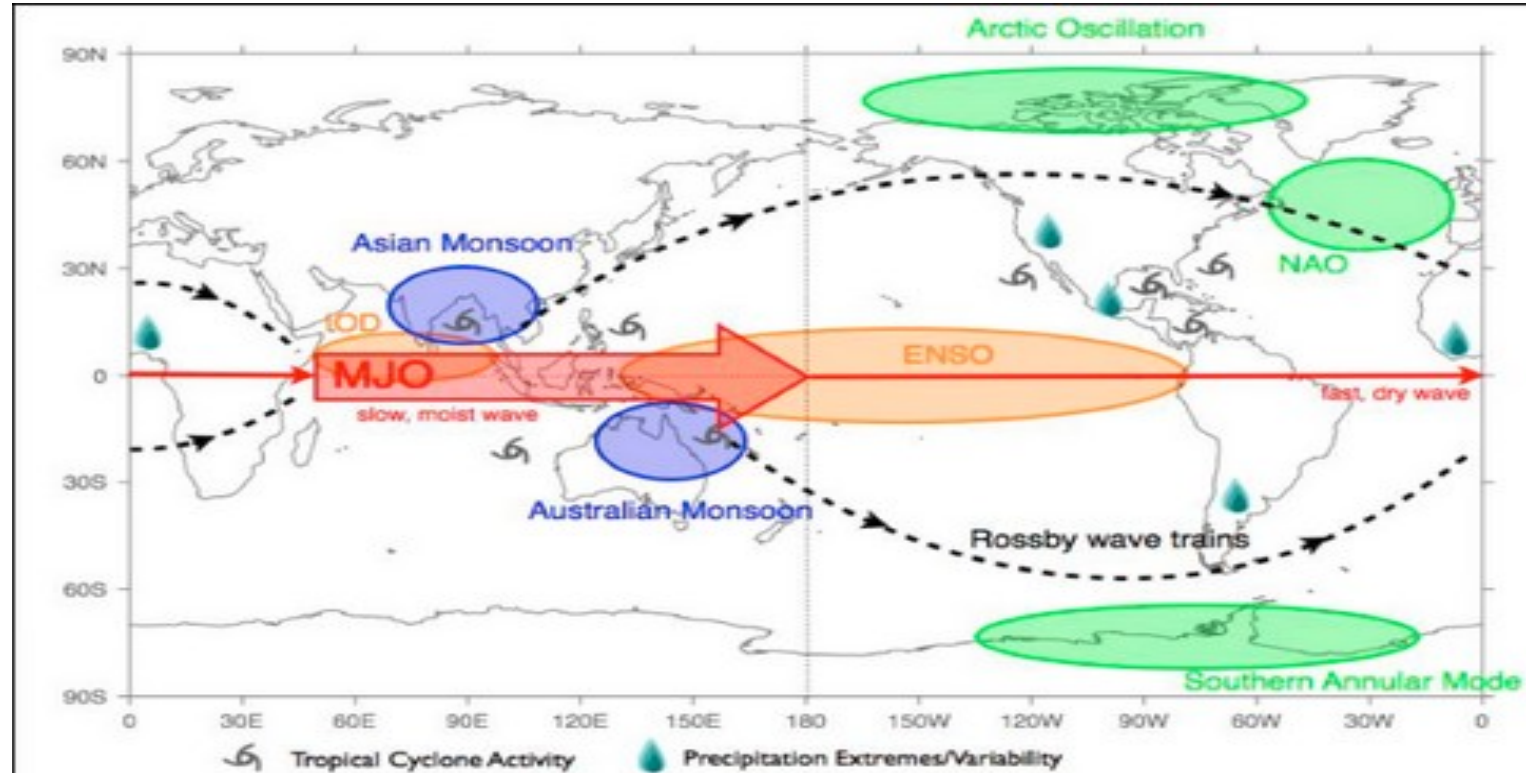 Arctic Oscillation
90N
60N
Asian Monsoon
30N
NAO
IOD
ENSO
MJO
0
fast, dry wave
slow, moist wave
30S
Australian Monsoon
Rossby wave trains
60S
Southern Annular Mode
90S
0 30E 60E 90E 120E 150E 180 150W 120W 90W 60W 30W 0
Tropical Cyclone Activity Precipitation Extremes/Variability